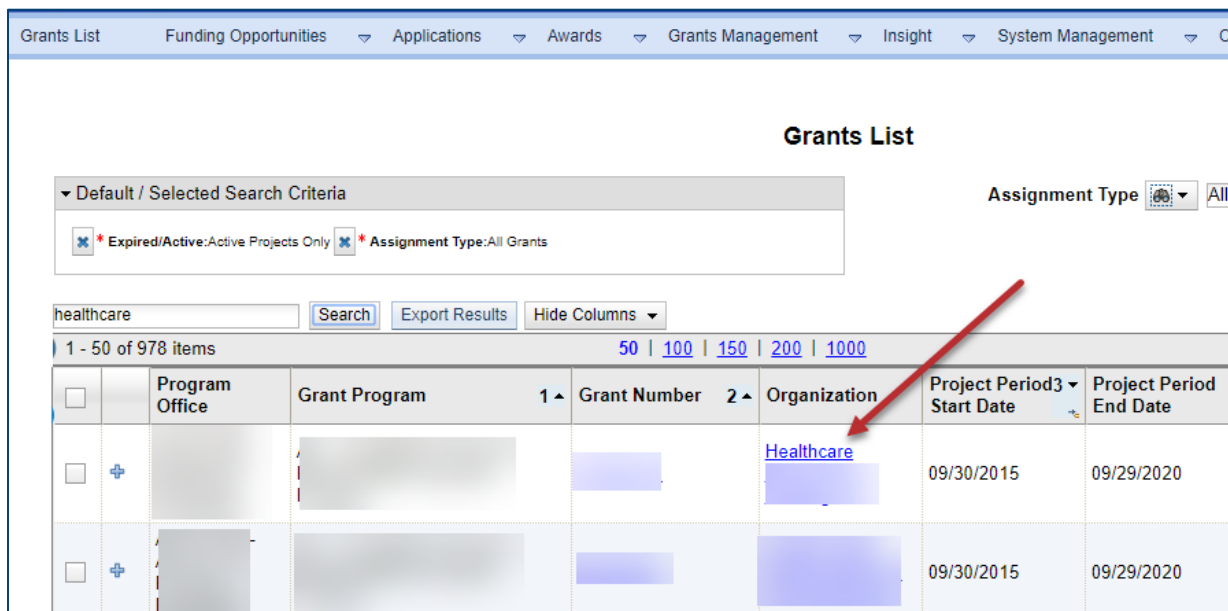 Grants List Funding Opportunities Applications Awards Grants Management Insight System Management
Grants List
Default / Selected Search Criteria
Assignment Type All
* Expired/Active:Active Projects Only * Assignment Type:All Grants
healthcare Search Export Results Hide Columns
1 - 50 of 978 items 50 | 100 | 150 | 200 | 1000
Program Office Grant Program 1 Grant Number 2 Organization Project Period 3 Start Date Project Period End Date
Healthcare
09/30/2015 09/29/2020
09/30/2015 09/29/2020